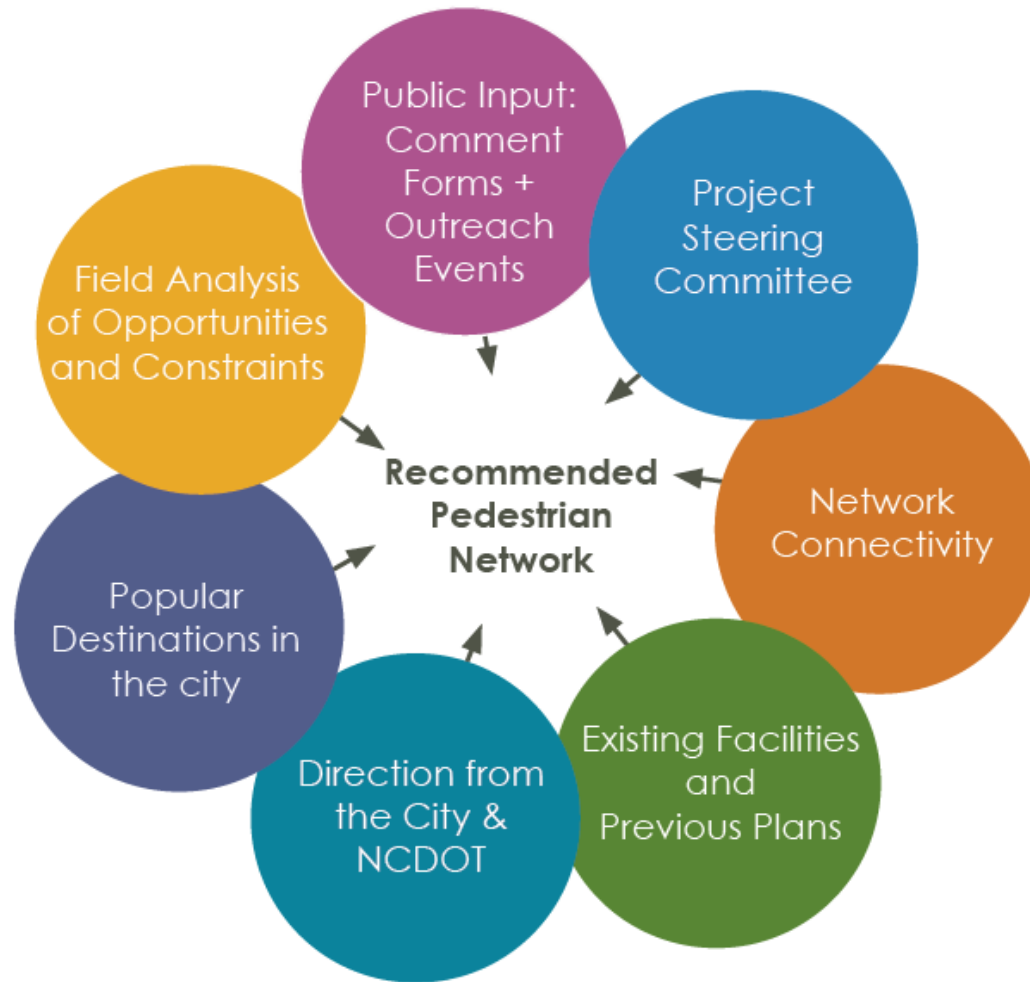 Public Input:
Comment
Forms +
Outreach
Events
Project
Steering
Committee
Network
Connectivity
Existing Facilities
and
Previous Plans
Direction from
the City &
NCDOT
Popular
Destinations in
the city
Field Analysis
of Opportunities
and Constraints
Recommended
Pedestrian
Network